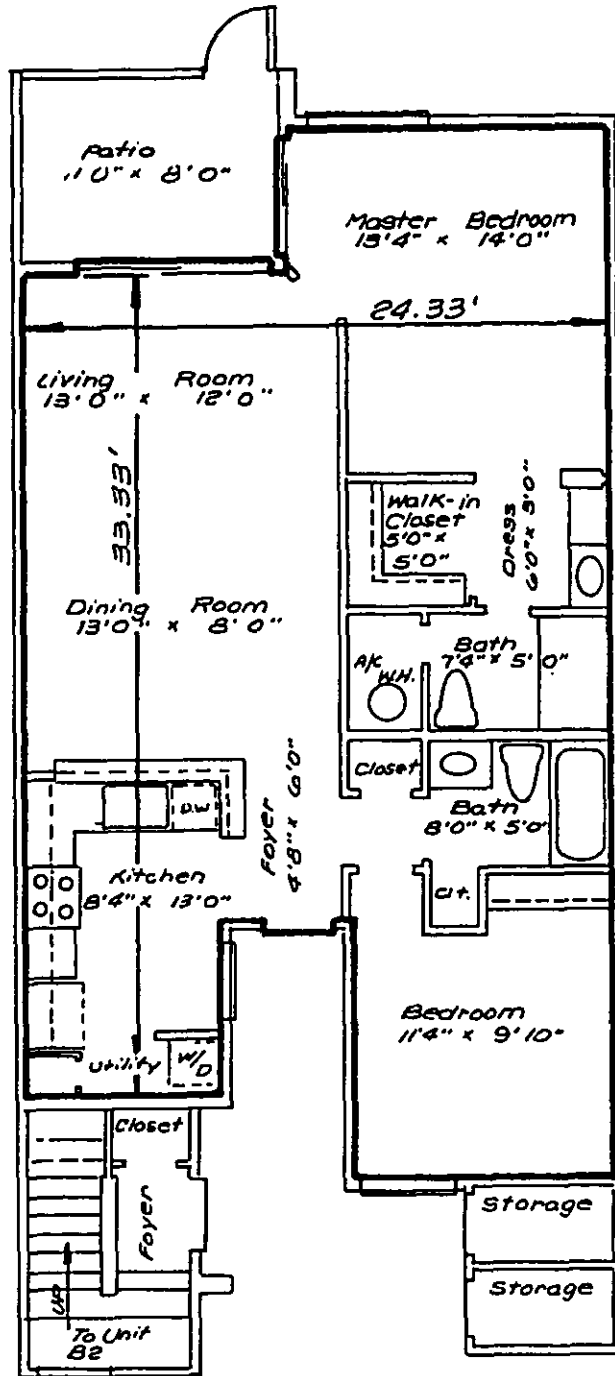 Patio
11'0" x 8'0"
Master Bedroom
13'4" x 14'0"
24.33'
Living Room
13'0" x 12'0"
33.33'
Walk-in
Closet
5'0" x
5'0"
Dress
6'0" x 3'0"
Dining Room
13'0" x 8'0"
A/C
W.H.
Bath
7'4" x 5'0"
Closet
D.W
Foyer
4'8" x 6'0"
Bath
8'0" x 5'0"
Kitchen
8'4" x 13'0"
Clt.
Bedroom
11'4" x 9'10"
Utility
W/D
Closet
Foyer
UP
To Unit
B2
Storage
Storage